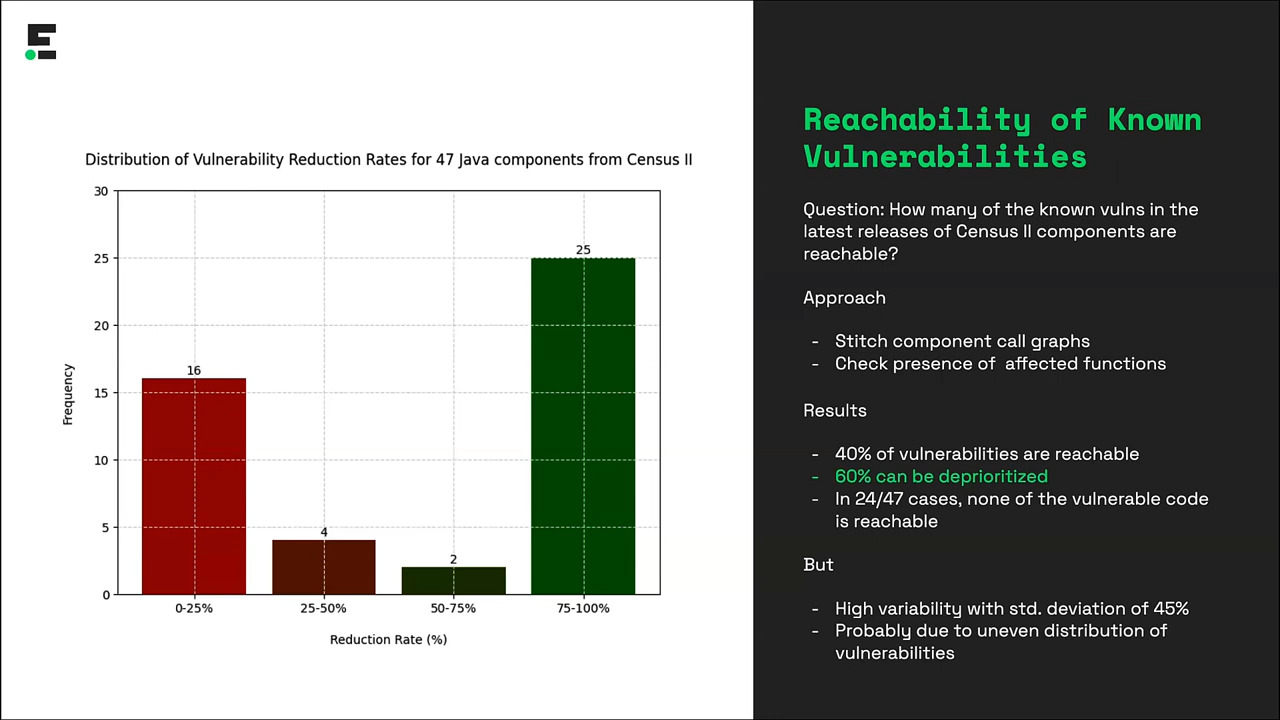 Distribution of Vulnerability Reduction Rates for 47 Java components from Census II
30
25
20
15
10
5
0
Frequency
16
4
2
25
0-25%
25-50%
50-75%
75-100%
Reduction Rate (%)
Reachability of Known
Vulnerabilities
Question: How many of the known vulns in the
latest releases of Census II components are
reachable?
Approach
- Stitch component call graphs
- Check presence of affected functions
Results
- 40% of vulnerabilities are reachable
- 60% can be deprioritized
- In 24/47 cases, none of the vulnerable code
is reachable
But
- High variability with std. deviation of 45%
- Probably due to uneven distribution of
vulnerabilities